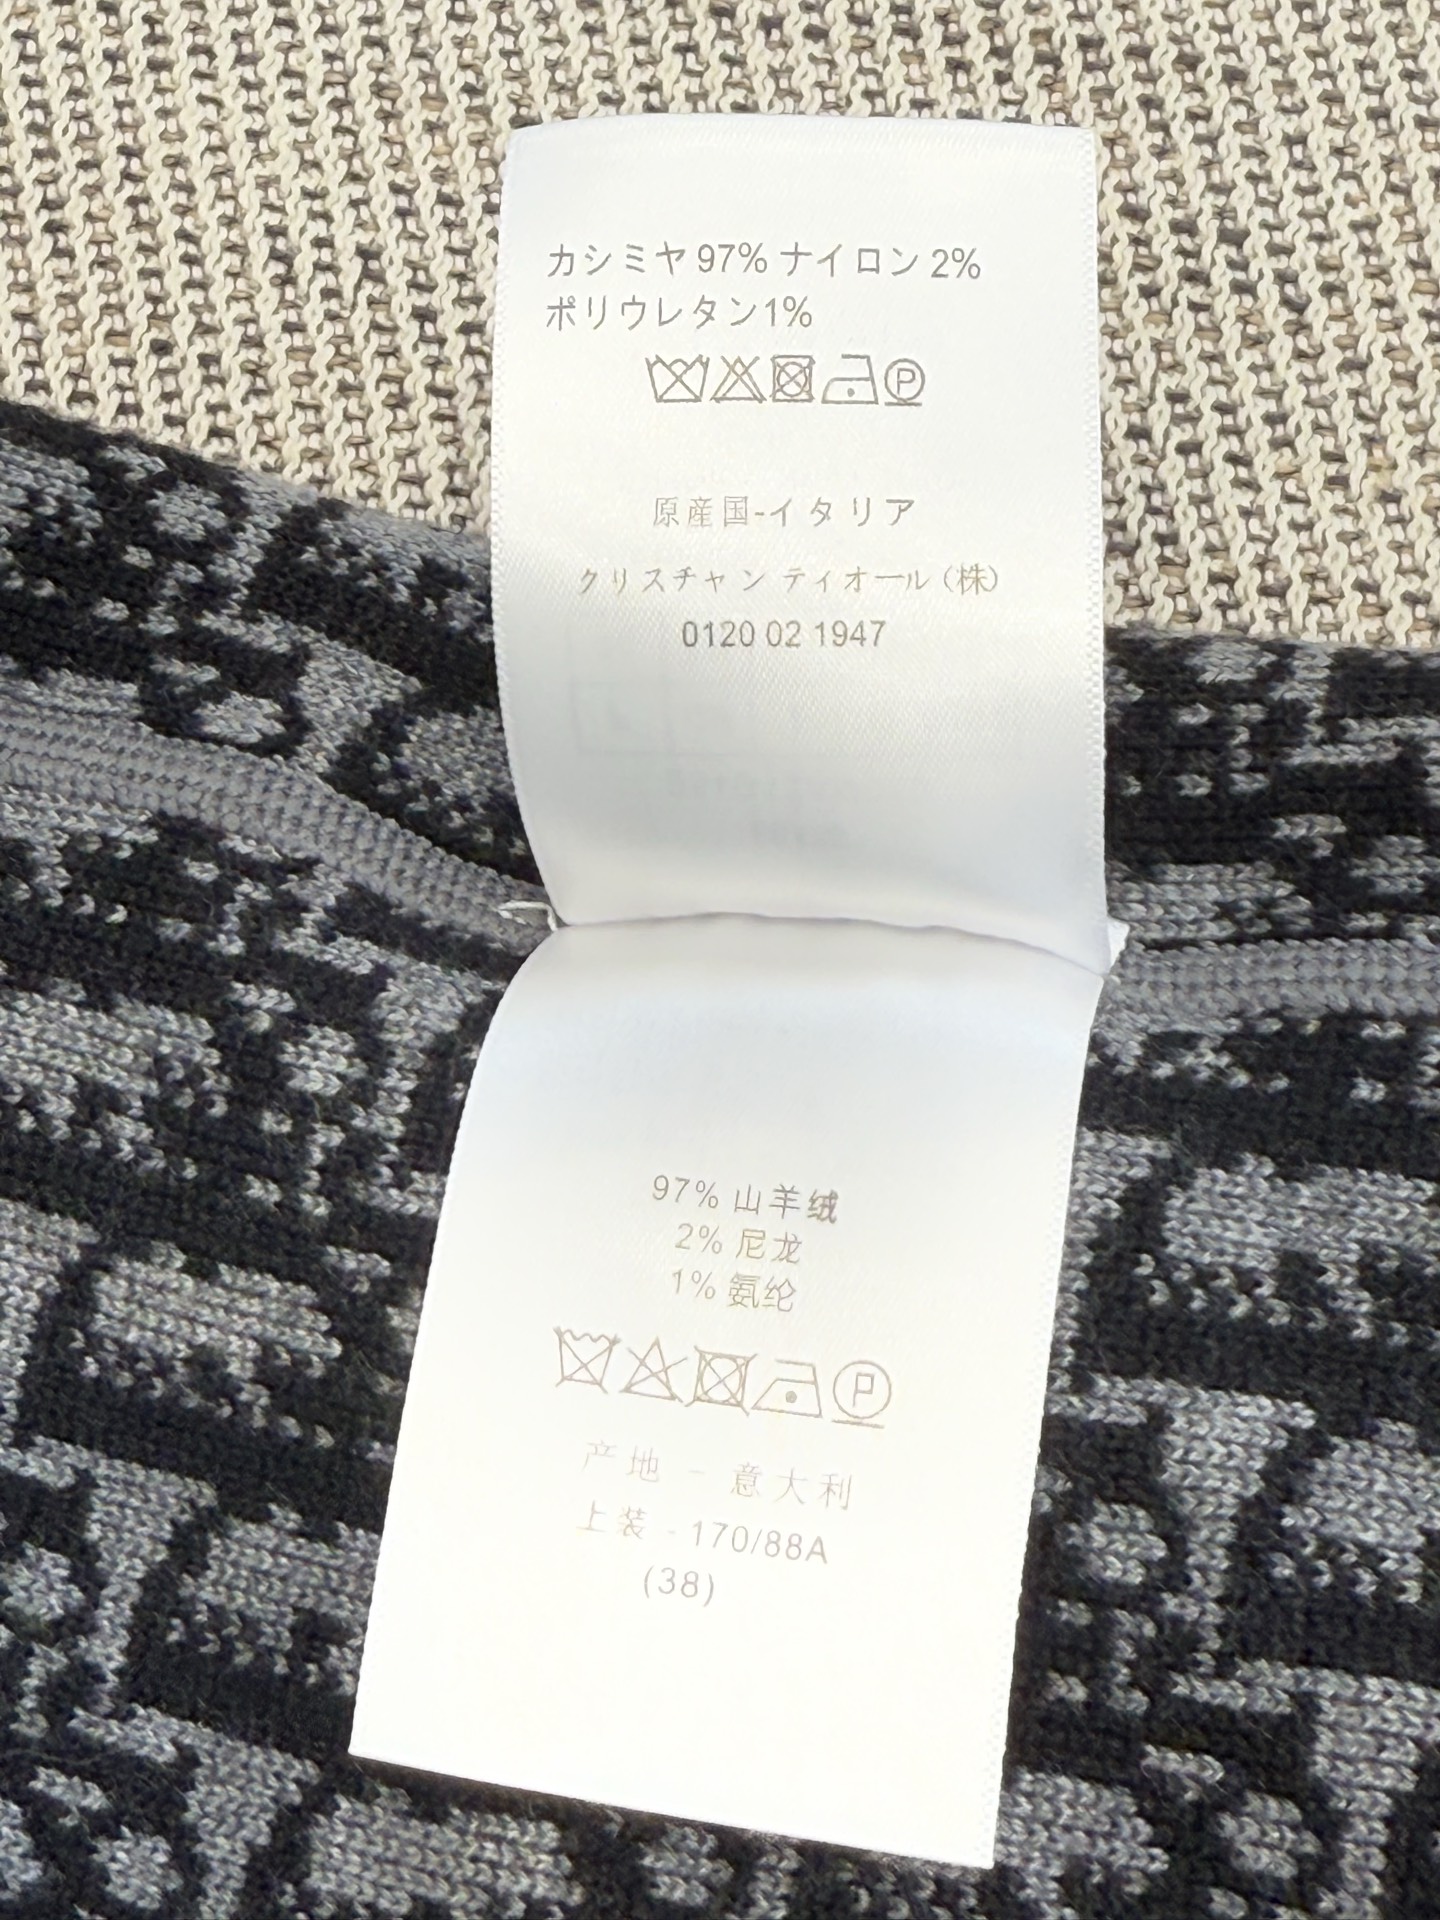 カシミヤ 97% ナイロン 2%
ポリウレタン1%
P
原産国-イタリア
クリスチャン ディオール (株)
0120 02 1947
97% 山羊绒
2% 尼龙
1% 氨纶
P
产地 - 意大利
上装 - 170/88A
(38)